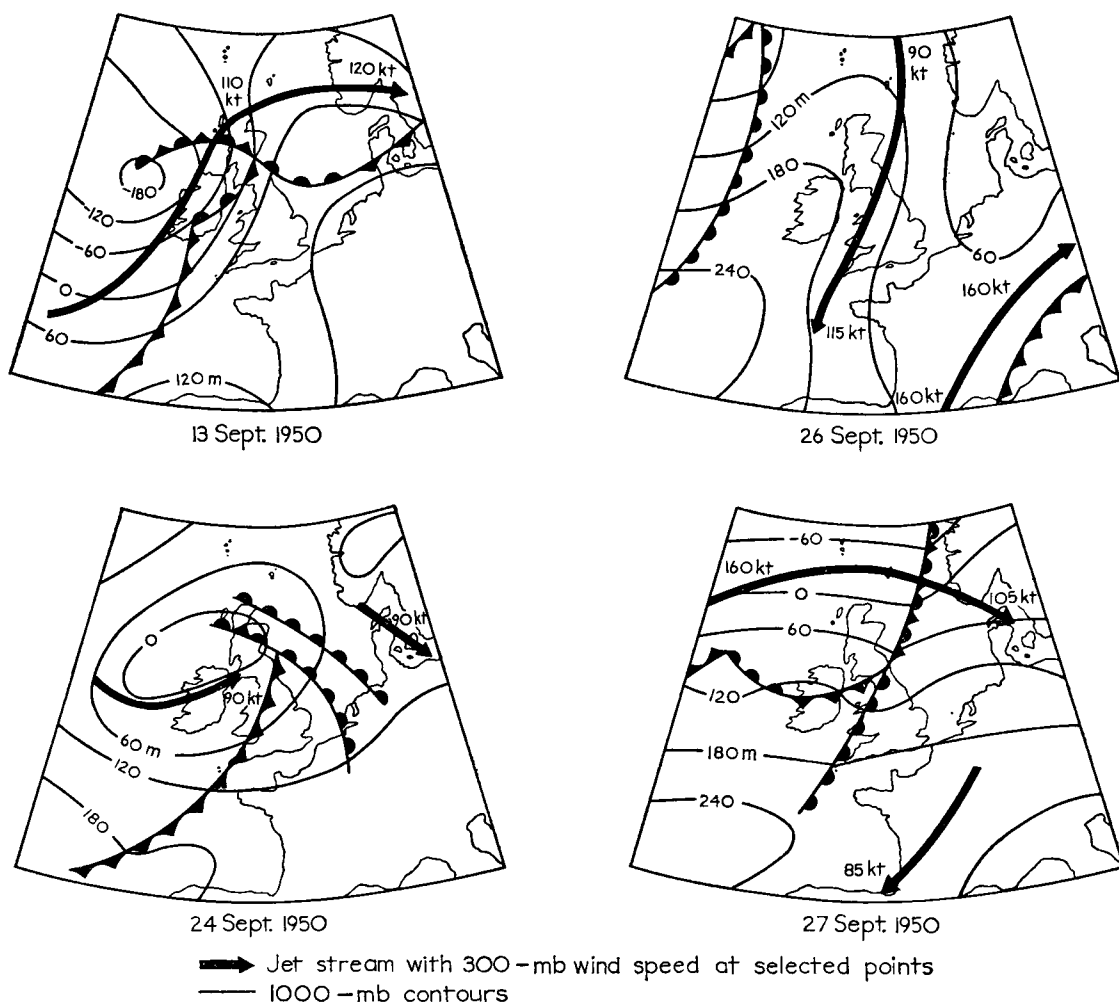 110
kt
120 kt
-180
-120
-60
0
60
120 m
13 Sept. 1950
90
kt
120 m
180
240
60
160 kt
115 kt
160 kt
26 Sept. 1950
0
90 kt
90 kt
60 m
120
180
24 Sept. 1950
-60
160 kt
0
105 kt
60
120
180 m
240
85 kt
27 Sept. 1950
Jet stream with 300-mb wind speed at selected points
1000-mb contours